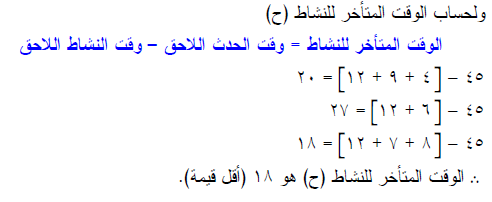 ولحساب الوقت المتأخر للنشاط (ح)
الوقت المتأخر للنشاط = وقت الحدث اللاحق – وقت النشاط اللاحق
٤٥ – [٤ + ٩ + ١٢] = ٢٠
٤٥ – [٦ + ١٢] = ٢٧
٤٥ – [٨ + ٧ + ١٢] = ١٨
∴ الوقت المتأخر للنشاط (ح) هو ١٨ (أقل قيمة).